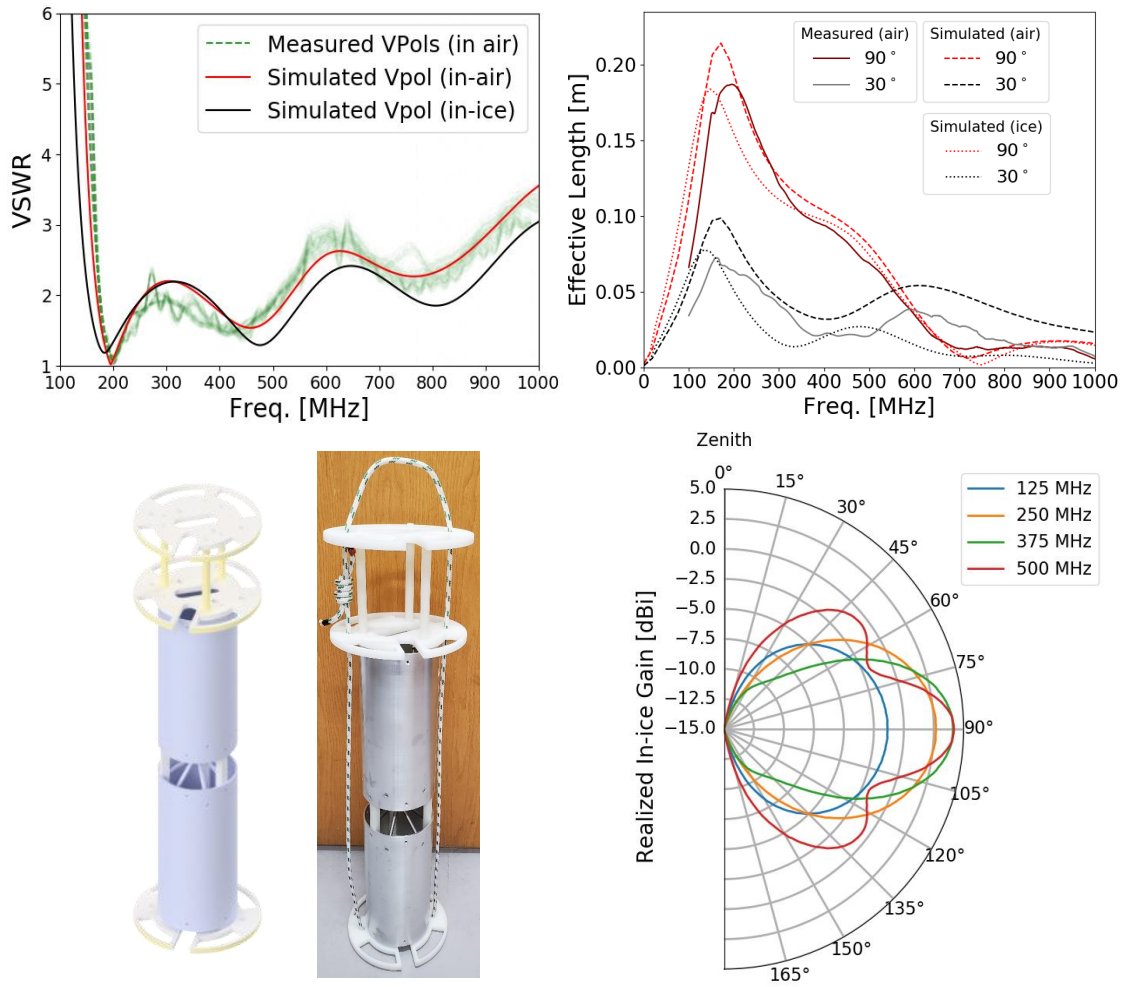 6
5
4
3
2
1
VSWR
Measured VPols (in air)
Simulated Vpol (in-air)
Simulated Vpol (in-ice)
100 200 300 400 500 600 700 800 900 1000
Freq. [MHz]
0.20
0.15
0.10
0.05
0.00
Effective Length [m]
Measured (air)
90°
30°
Simulated (air)
90°
30°
Simulated (ice)
90°
30°
0 100 200 300 400 500 600 700 800 900 1000
Freq. [MHz]
Zenith
0°
15°
30°
45°
60°
75°
90°
105°
120°
135°
150°
165°
5.0
2.5
0.0
−2.5
−5.0
−7.5
−10.0
−12.5
−15.0
Realized In-ice Gain [dBi]
125 MHz
250 MHz
375 MHz
500 MHz